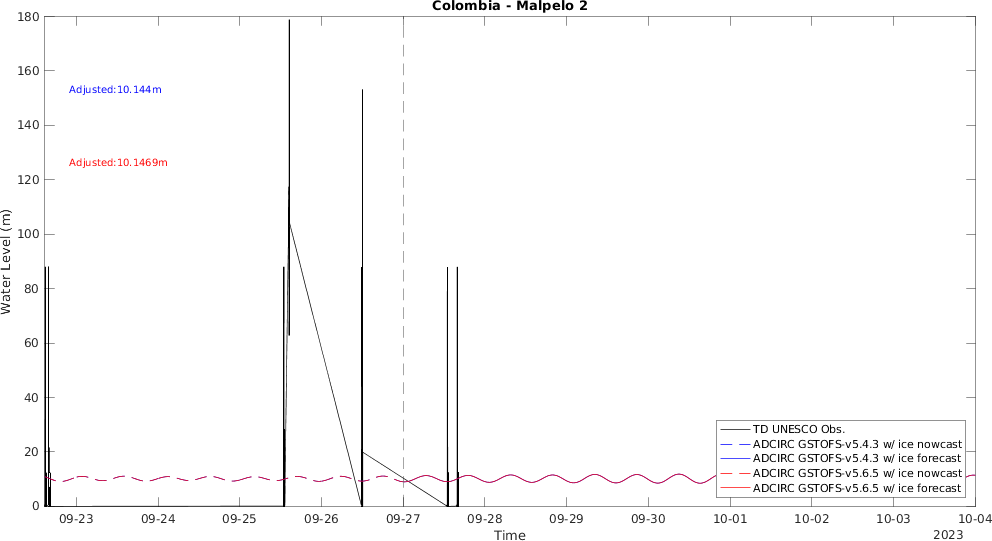 Colombia - Malpelo 2
180
160
140
120
100
80
60
40
20
0
Water Level (m)
Adjusted:10.144m
Adjusted:10.1469m
TD UNESCO Obs.
ADCIRC GSTOFS-v5.4.3 w/ ice nowcast
ADCIRC GSTOFS-v5.4.3 w/ ice forecast
ADCIRC GSTOFS-v5.6.5 w/ ice nowcast
ADCIRC GSTOFS-v5.6.5 w/ ice forecast
09-23 09-24 09-25 09-26 09-27 09-28 09-29 09-30 10-01 10-02 10-03 10-04
Time
2023